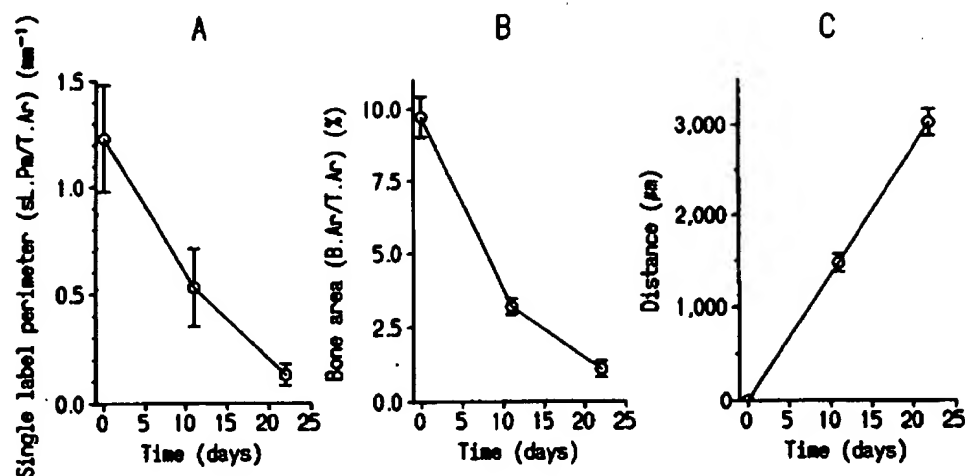 A
Single label perimeter (sL.Pm/T.Ar) (mm⁻¹)
1.5
1.0
0.5
0.0
0 5 10 15 20 25
Time (days)
B
Bone area (B.Ar/T.Ar) (%)
10.0
7.5
5.0
2.5
0.0
0 5 10 15 20 25
Time (days)
C
Distance (µm)
3,000
2,000
1,000
0
0 5 10 15 20 25
Time (days)